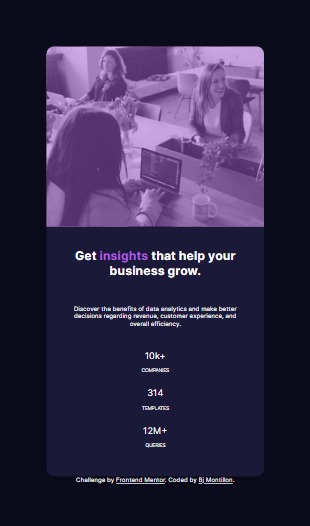 Get insights that help your
business grow.
Discover the benefits of data analytics and make better
decisions regarding revenue, customer experience, and
overall efficiency.
10k+
COMPANIES
314
TEMPLATES
12M+
QUERIES
Challenge by Frontend Mentor. Coded by Bj Montillon.